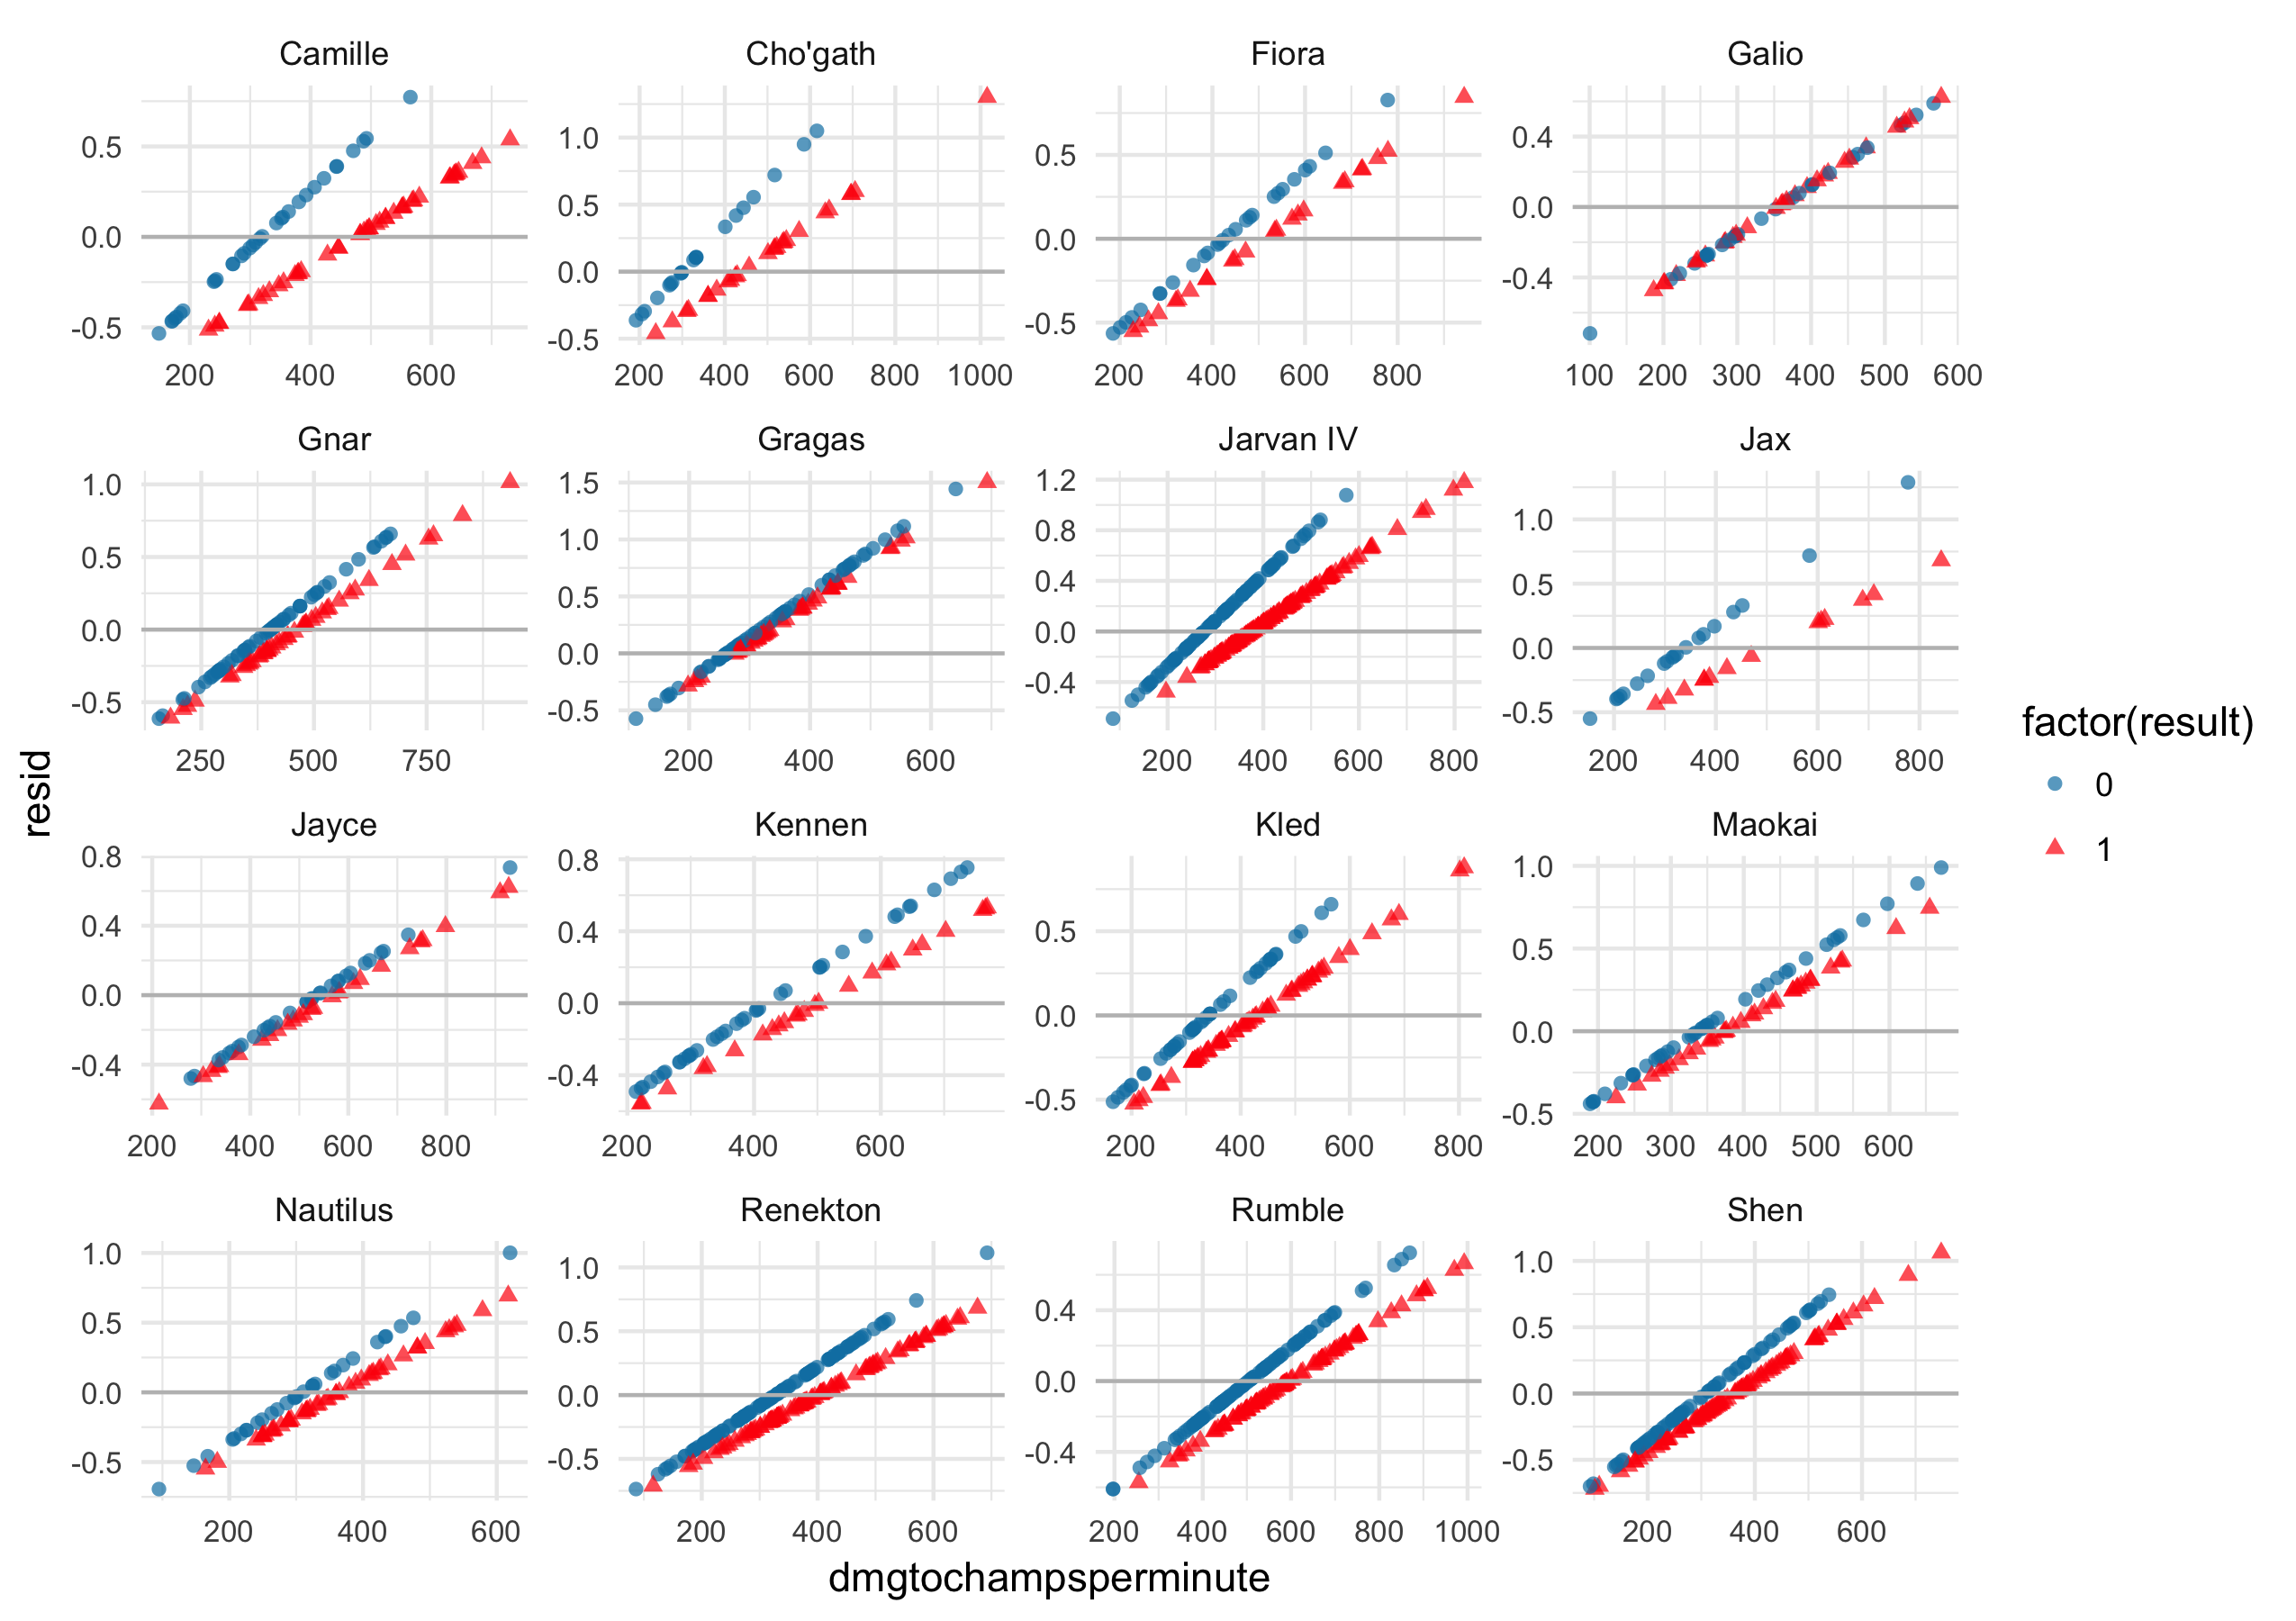 Camille Cho'gath Fiora Galio
0.5
0.0
-0.5
200 400 600
1.0
0.5
0.0
-0.5
200 400 600 800 1000
0.5
0.0
-0.5
200 400 600 800
0.4
0.0
-0.4
100 200 300 400 500 600
Gnar Gragas Jarvan IV Jax
1.0
0.5
0.0
-0.5
250 500 750
1.5
1.0
0.5
0.0
-0.5
200 400 600
1.2
0.8
0.4
0.0
-0.4
200 400 600 800
1.0
0.5
0.0
-0.5
200 400 600 800
Jayce Kennen Kled Maokai
0.8
0.4
0.0
-0.4
200 400 600 800
0.8
0.4
0.0
-0.4
200 400 600
0.5
0.0
-0.5
200 400 600 800
1.0
0.5
0.0
-0.5
200 300 400 500 600
Nautilus Renekton Rumble Shen
1.0
0.5
0.0
-0.5
200 400 600
1.0
0.5
0.0
-0.5
200 400 600
0.4
0.0
-0.4
200 400 600 800 1000
1.0
0.5
0.0
-0.5
200 400 600
resid
dmgtochampsperminute
factor(result)
0
1